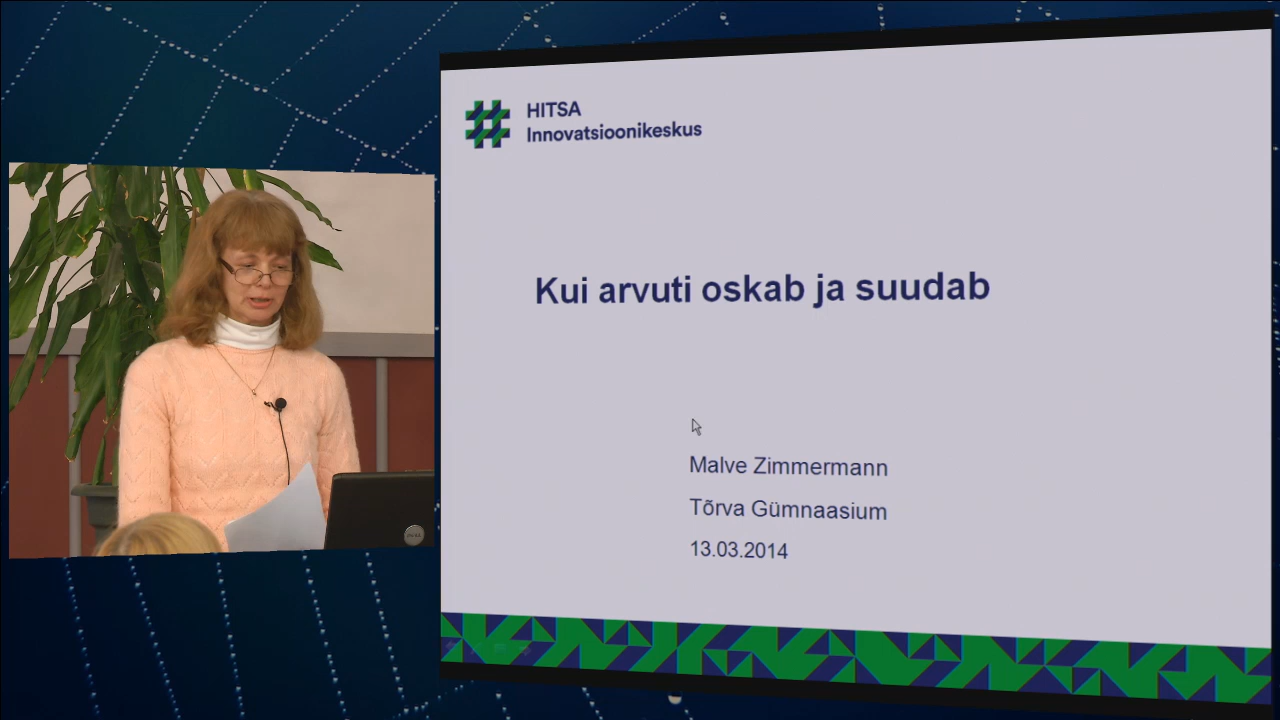 HITSA
Innovatsioonikeskus
Kui arvuti oskab ja suudab
Malve Zimmermann
Tõrva Gümnaasium
13.03.2014